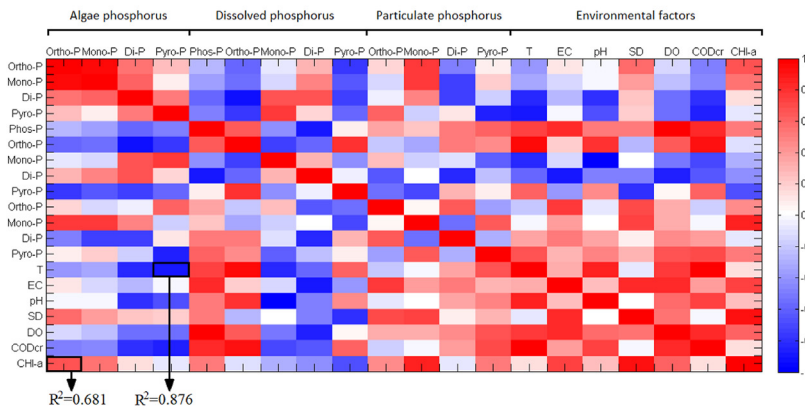 Algae phosphorus Dissolved phosphorus Particulate phosphorus Environmental factors
Ortho-P Mono-P Di-P Pyro-P Phos-P Ortho-P Mono-P Di-P Pyro-P Ortho-P Mono-P Di-P Pyro-P T EC pH SD DO CODcr CHl-a
Ortho-P
Mono-P
Di-P
Pyro-P
Phos-P
Ortho-P
Mono-P
Di-P
Pyro-P
Ortho-P
Mono-P
Di-P
Pyro-P
T
EC
pH
SD
DO
CODcr
CHl-a
1
0
R²=0.681 R²=0.876